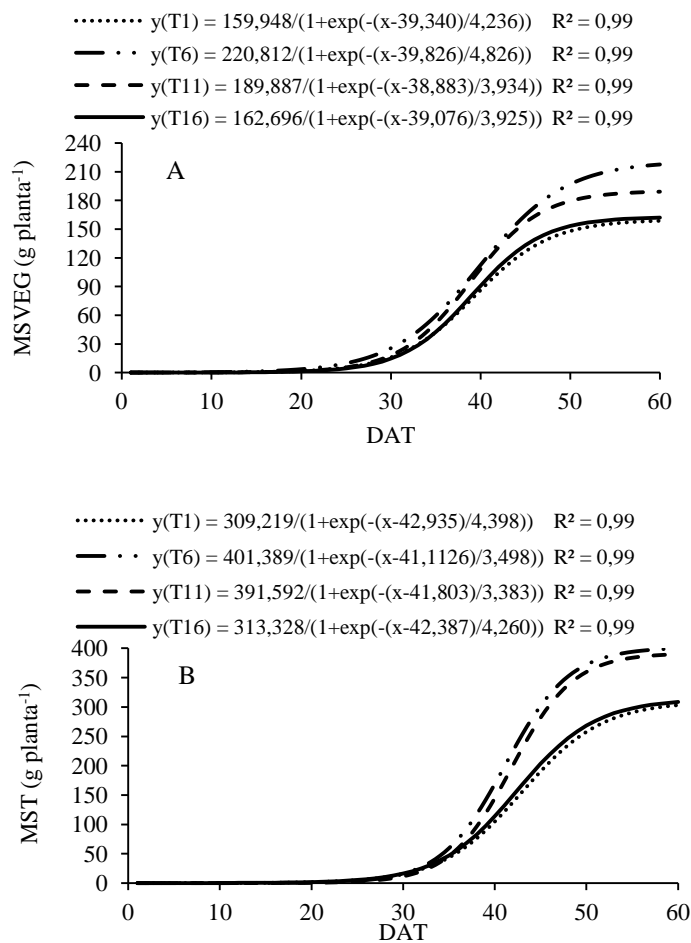 y(T1) = 159,948/(1+exp(-(x-39,340)/4,236)) R² = 0,99
y(T6) = 220,812/(1+exp(-(x-39,826)/4,826)) R² = 0,99
y(T11) = 189,887/(1+exp(-(x-38,883)/3,934)) R² = 0,99
y(T16) = 162,696/(1+exp(-(x-39,076)/3,925)) R² = 0,99
240
210
180
150
120
90
60
30
0
A
MSVEG (g planta⁻¹)
0 10 20 30 40 50 60
DAT
y(T1) = 309,219/(1+exp(-(x-42,935)/4,398)) R² = 0,99
y(T6) = 401,389/(1+exp(-(x-41,1126)/3,498)) R² = 0,99
y(T11) = 391,592/(1+exp(-(x-41,803)/3,383)) R² = 0,99
y(T16) = 313,328/(1+exp(-(x-42,387)/4,260)) R² = 0,99
400
350
300
250
200
150
100
50
0
B
MST (g planta⁻¹)
0 10 20 30 40 50 60
DAT